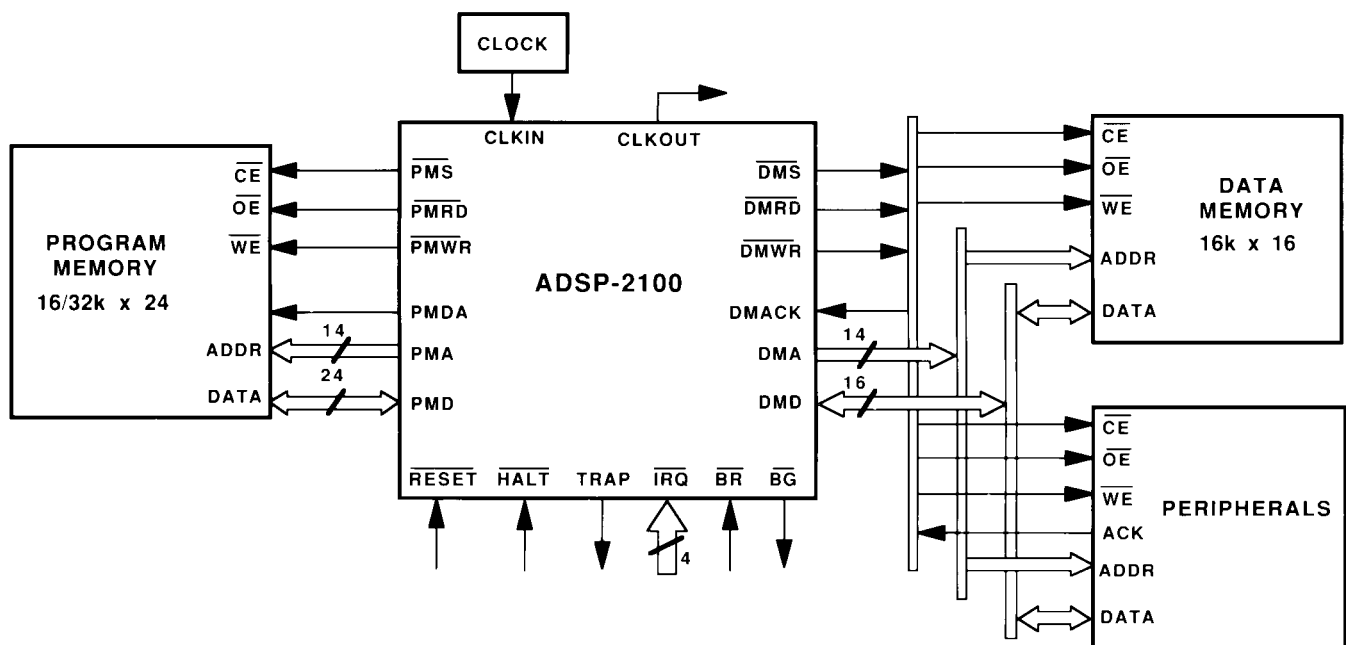 CLOCK
CLKIN
CLKOUT
PROGRAM
MEMORY
16/32k x 24
CE
OE
WE
ADDR
DATA
14
24
PMS
PMRD
PMWR
PMDA
PMA
PMD
ADSP-2100
DMS
DMRD
DMWR
DMACK
DMA
DMD
14
16
RESET
HALT
TRAP
IRQ
BR
BG
4
CE
OE
WE
ADDR
DATA
DATA
MEMORY
16k x 16
CE
OE
WE
ACK
ADDR
DATA
PERIPHERALS